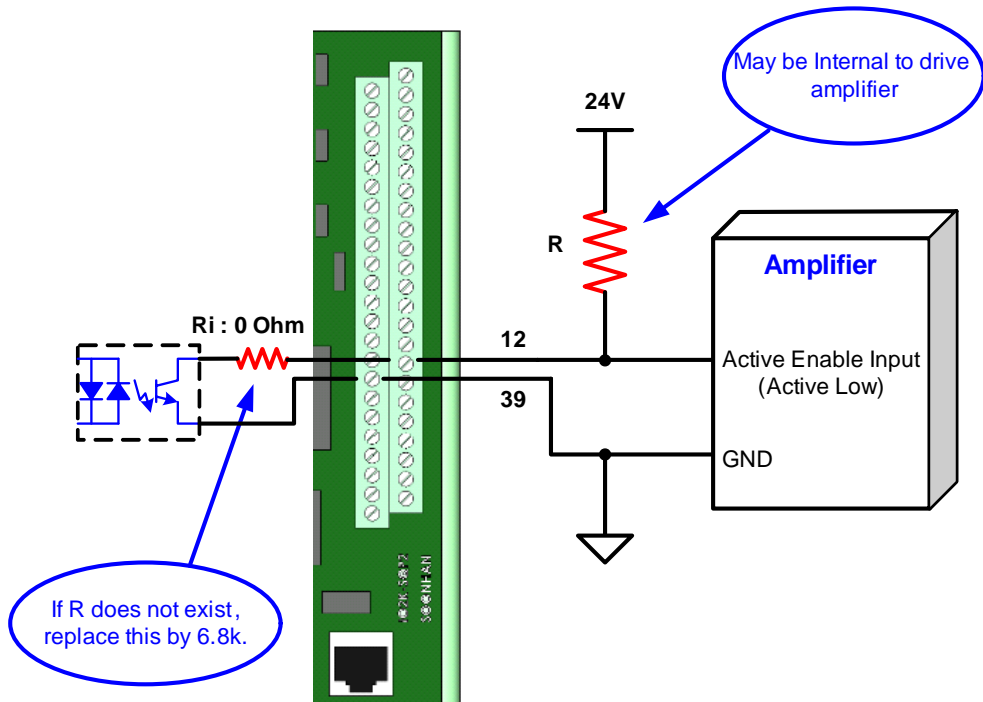 May be Internal to drive
amplifier
24V
R
Amplifier
Ri : 0 Ohm
12
Active Enable Input
(Active Low)
39
GND
If R does not exist,
replace this by 6.8k.